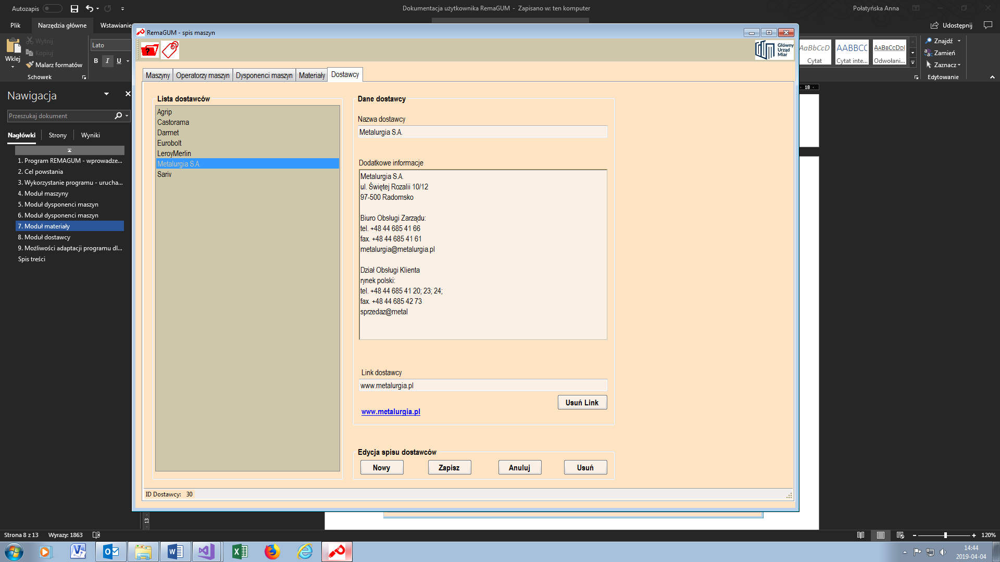 Autozapis
Dokumentacja użytkownika RemaGUM - Zapisano w: ten komputer
Połatyńska Anna
Plik
Narzędzia główne
Wstawianie
Udostępnij
Wklej
Wytnij
Kopiuj
Malarz formatów
Schowek
Lato
B
I
U
AaBbCcD
Cytat
AABBCC
Cytat inte...
AABBCCDDI
Odwołani...
Znajdź
Zamień
Zaznacz
Edytowanie
18
Nawigacja
Przeszukaj dokument
Nagłówki
Strony
Wyniki
1. Program REMAGUM - wprowadze...
2. Cel powstania
3. Wykorzystanie programu - urucha...
4. Moduł maszyny
5. Moduł dysponenci maszyn
6. Moduł dysponenci maszyn
7. Moduł materiały
8. Moduł dostawcy
9. Możliwości adaptacji programu dl...
Spis treści
RemaGUM - spis maszyn
Główny
Urząd
Miar
Maszyny
Operatorzy maszyn
Dysponenci maszyn
Materiały
Dostawcy
Lista dostawców
Agrip
Castorama
Darmet
Eurobolt
LeroyMerlin
Metalurgia S.A.
Sariv
Dane dostawcy
Nazwa dostawcy
Metalurgia S.A.
Dodatkowe informacje
Metalurgia S.A.
ul. Świętej Rozalii 10/12
97-500 Radomsko
Biuro Obsługi Zarządu:
tel. +48 44 685 41 66
fax. +48 44 685 41 61
metalurgia@metalurgia.pl
Dział Obsługi Klienta
rynek polski:
tel. +48 44 685 41 20; 23; 24;
fax. +48 44 685 42 73
sprzedaz@metal
Link dostawcy
www.metalurgia.pl
Usuń Link
www.metalurgia.pl
Edycja spisu dostawców
Nowy
Zapisz
Anuluj
Usuń
ID Dostawcy: 30
13
Strona 8 z 13
Wyrazy: 1863
120%
14:44
2019-04-04